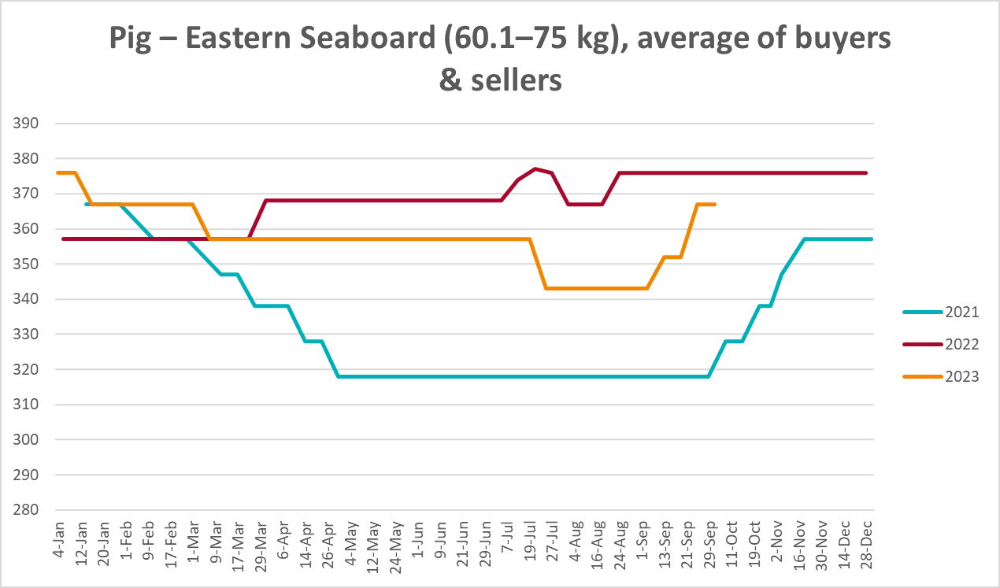 Pig – Eastern Seaboard (60.1–75 kg), average of buyers
& sellers
390
380
370
360
350
340
330
320
310
300
290
280
4-Jan
12-Jan
20-Jan
1-Feb
9-Feb
17-Feb
1-Mar
9-Mar
17-Mar
29-Mar
6-Apr
14-Apr
26-Apr
4-May
12-May
24-May
1-Jun
9-Jun
21-Jun
29-Jun
7-Jul
19-Jul
27-Jul
4-Aug
16-Aug
24-Aug
1-Sep
13-Sep
21-Sep
29-Sep
11-Oct
19-Oct
2-Nov
16-Nov
30-Nov
14-Dec
28-Dec
2021
2022
2023